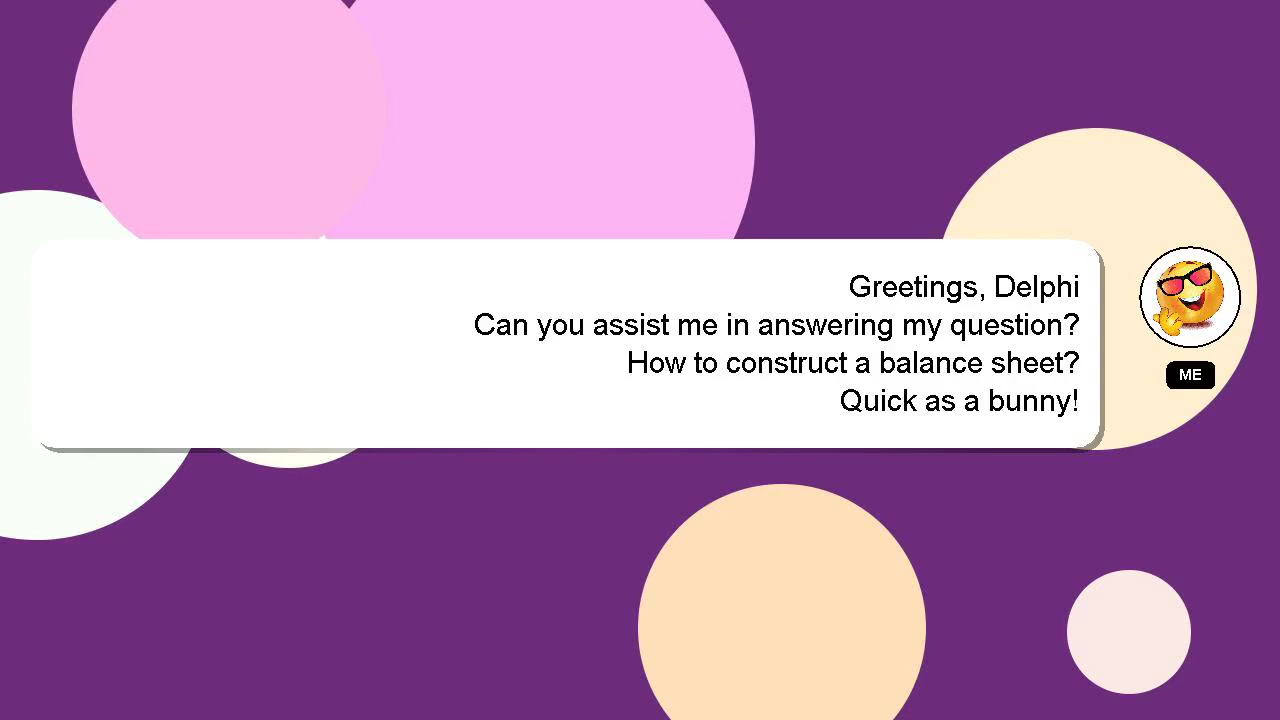 Greetings, Delphi
Can you assist me in answering my question?
How to construct a balance sheet?
Quick as a bunny!
ME